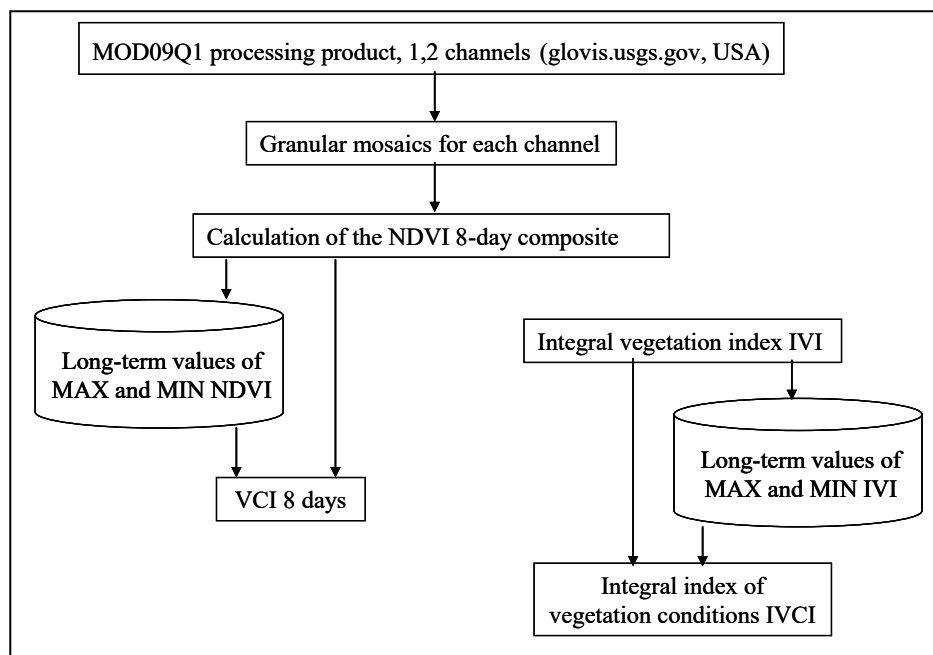 MOD09Q1 processing product, 1,2 channels (glovis.usgs.gov, USA)
Granular mosaics for each channel
Calculation of the NDVI 8-day composite
Long-term values of
MAX and MIN NDVI
VCI 8 days
Integral vegetation index IVI
Long-term values of
MAX and MIN IVI
Integral index of
vegetation conditions IVCI